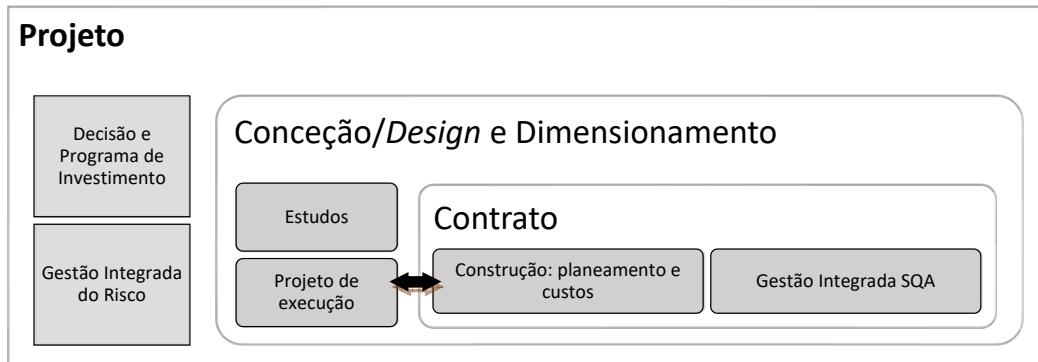 Projeto
Decisão e
Programa de
Investimento
Gestão Integrada
do Risco
Conceção/Design e Dimensionamento
Estudos
Projeto de
execução
Contrato
Construção: planeamento e
custos
Gestão Integrada SQA